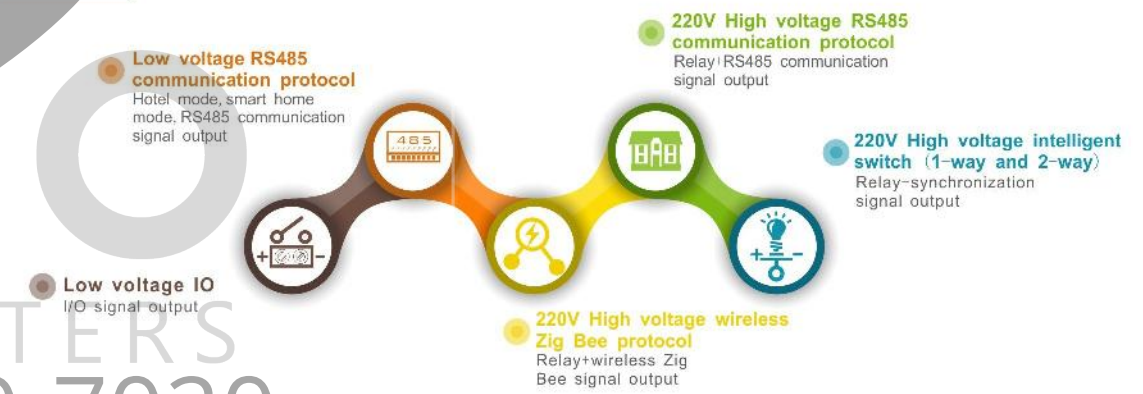 Low voltage RS485
communication protocol
Hotel mode, smart home
mode, RS485 communication
signal output
220V High voltage RS485
communication protocol
Relay RS485 communication
signal output
485
220V High voltage intelligent
switch (1-way and 2-way)
Relay-synchronization
signal output
+ -
+ -
Low voltage IO
I/O signal output
220V High voltage wireless
Zig Bee protocol
Relay+wireless Zig
Bee signal output
TERS